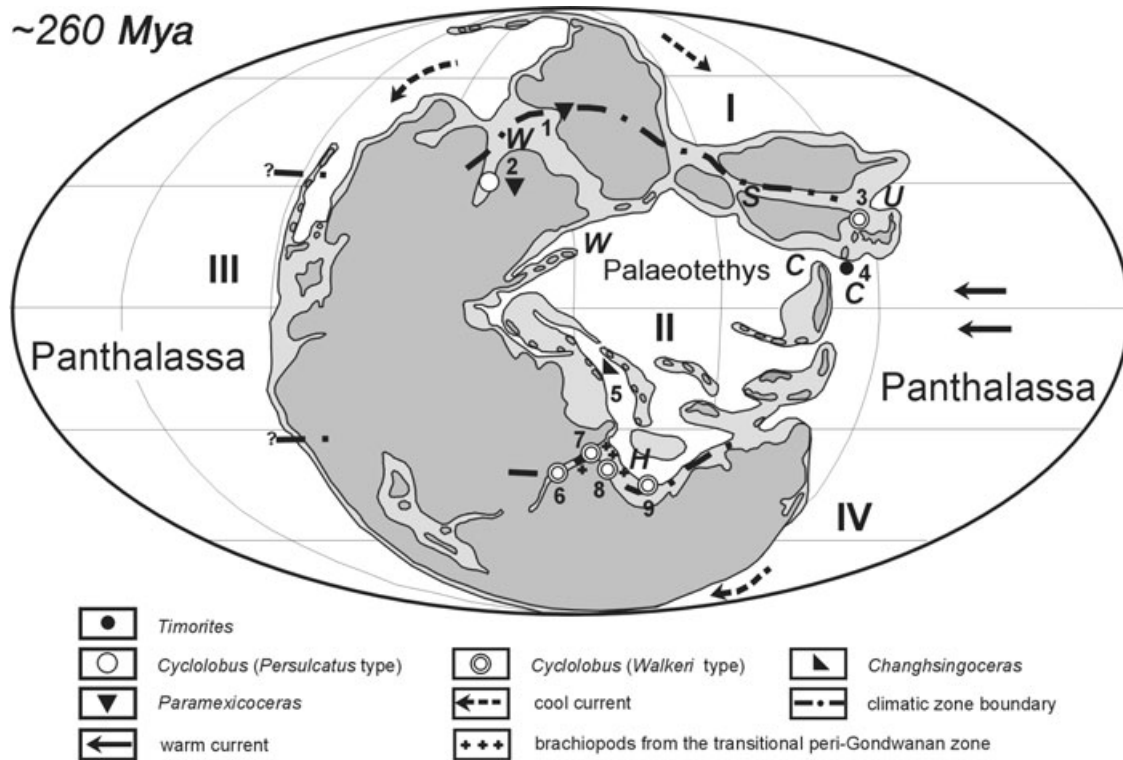 ~260 Mya
I
W
1
2
?
S
3
U
III
W
Palaeotethys
C
4
C
II
Panthalassa
Panthalassa
5
?
7
H
6
8
9
IV
Timorites
Cyclolobus (Persulcatus type)
Cyclolobus (Walkeri type)
Changhsingoceras
Paramexicoceras
cool current
climatic zone boundary
warm current
brachiopods from the transitional peri-Gondwanan zone